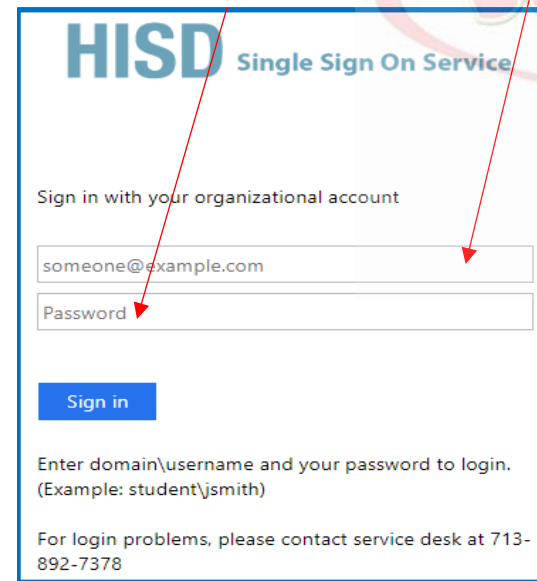 HISD Single Sign On Service
Sign in with your organizational account
someone@example.com
Password
Sign in
Enter domain\username and your password to login.
(Example: student\jsmith)
For login problems, please contact service desk at 713-
892-7378